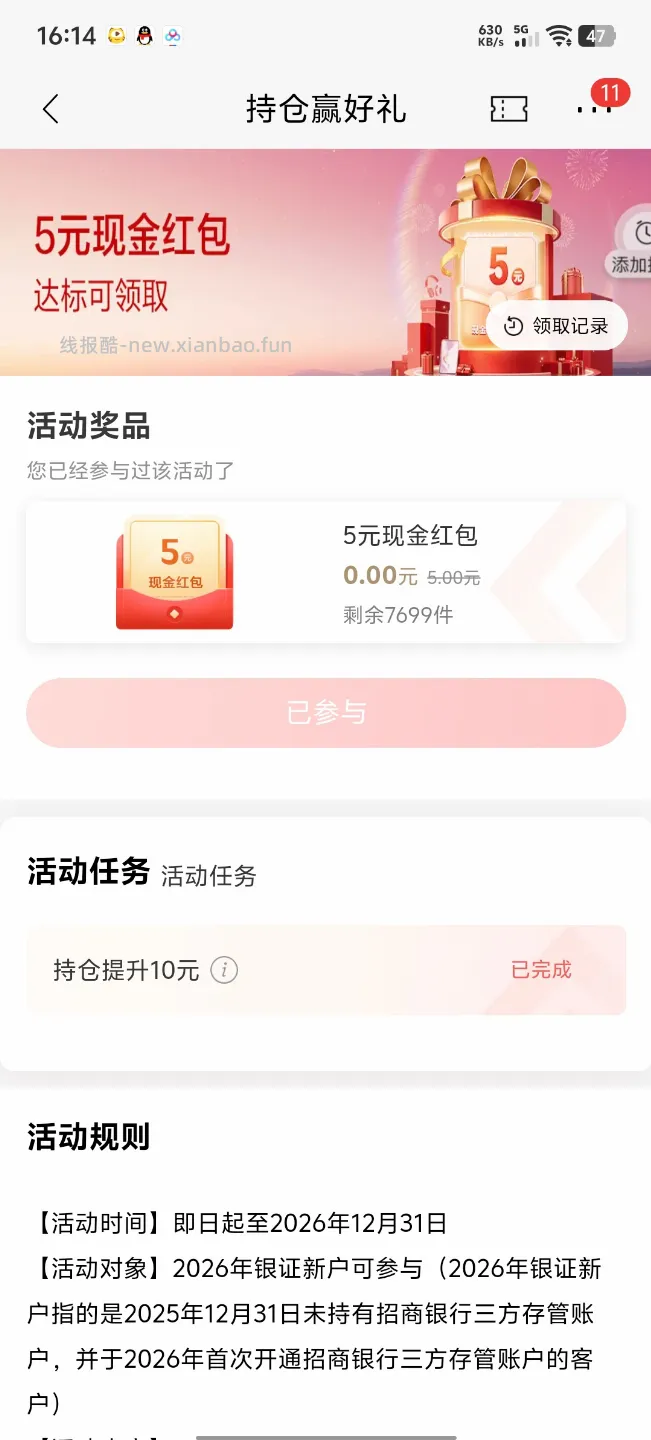 16:14
630 KB/s
5G
47
持仓赢好礼
11
5元现金红包
达标可领取
5元
添加
领取记录
线报酷-new.xianbao.fun
活动奖品
您已经参与过该活动了
5元
现金红包
5元现金红包
0.00元 5.00元
剩余7699件
已参与
活动任务 活动任务
持仓提升10元
已完成
活动规则
【活动时间】即日起至2026年12月31日
【活动对象】2026年银证新户可参与（2026年银证新
户指的是2025年12月31日未持有招商银行三方存管账
户，并于2026年首次开通招商银行三方存管账户的客
户）